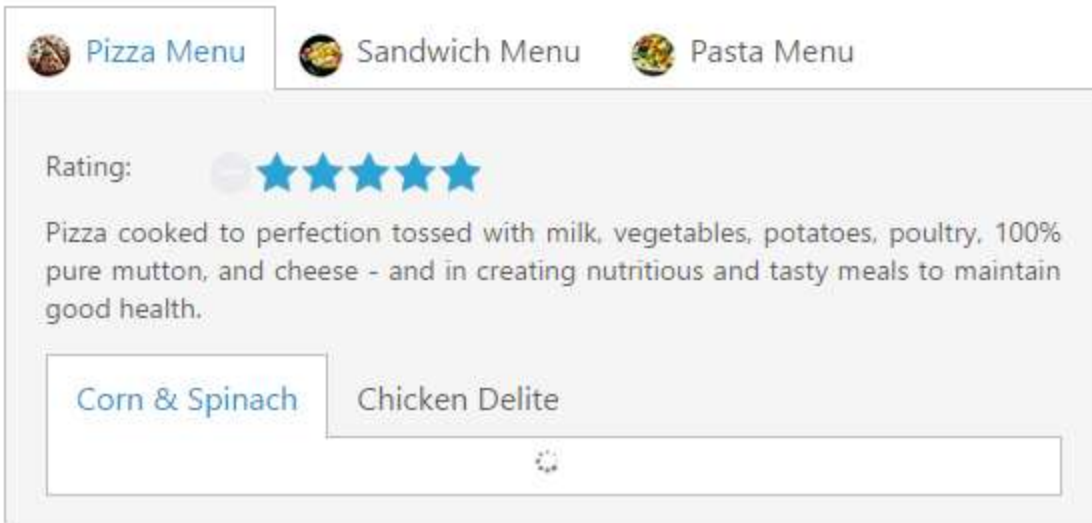 Pizza Menu Sandwich Menu Pasta Menu
Rating:
Pizza cooked to perfection tossed with milk, vegetables, potatoes, poultry, 100%
pure mutton, and cheese - and in creating nutritious and tasty meals to maintain
good health.
Corn & Spinach Chicken Delite